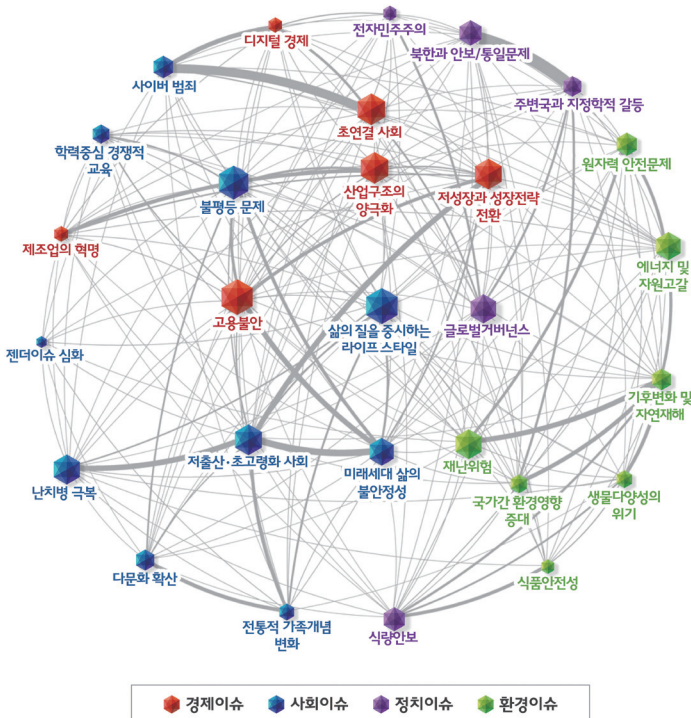 전자민주주의
디지털 경제
북한과 안보/통일문제
사이버 범죄
주변국과 지정학적 갈등
초연결 사회
학력중심 경쟁적
교육
원자력 안전문제
불평등 문제
산업구조의
양극화
저성장과 성장전략
전환
제조업의 혁명
에너지 및
자원고갈
고용불안
삶의 질을 중시하는
라이프 스타일
글로벌거버넌스
젠더이슈 심화
기후변화 및
자연재해
난치병 극복
저출산·초고령화 사회
미래세대 삶의
불안정성
재난위험
국가간 환경영향
증대
생물다양성의
위기
다문화 확산
식품안전성
전통적 가족개념
변화
식량안보
경제이슈 사회이슈 정치이슈 환경이슈